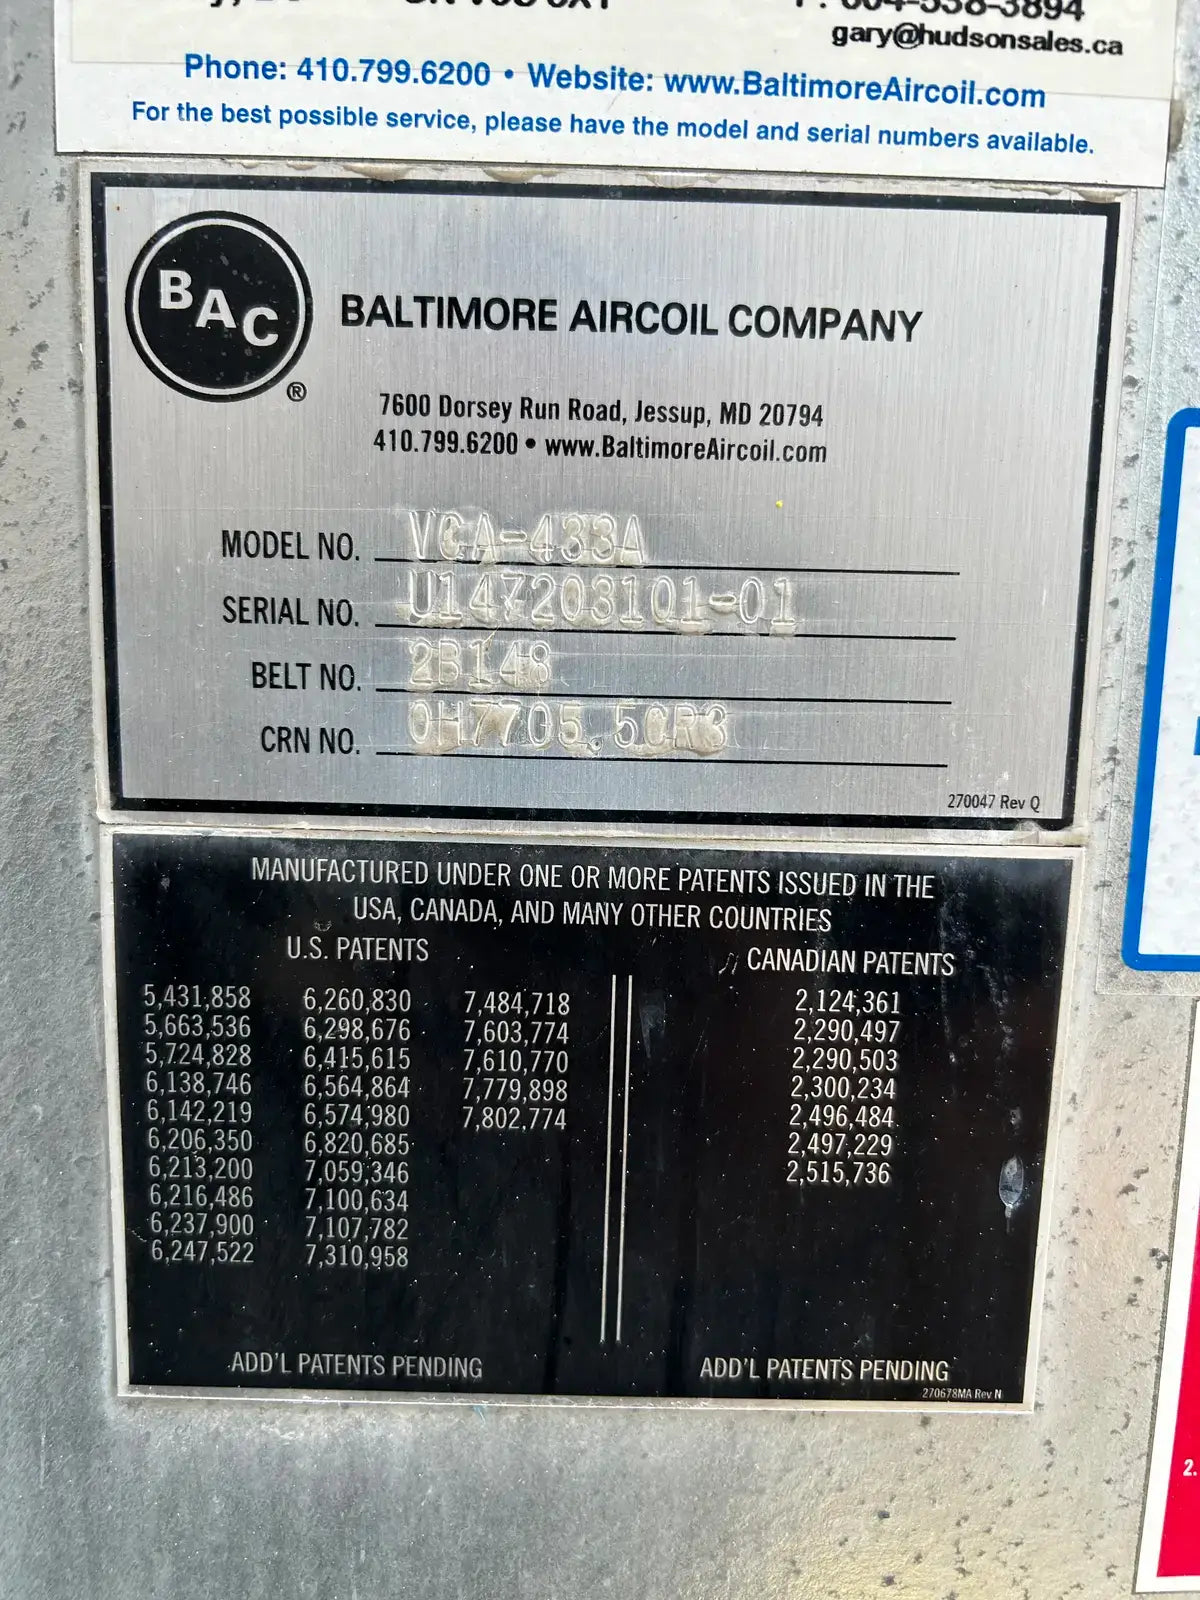 604-538-3894
gary@hudsonsales.ca
Phone: 410.799.6200 • Website: www.BaltimoreAircoil.com
For the best possible service, please have the model and serial numbers available.
BAC
®
BALTIMORE AIRCOIL COMPANY
7600 Dorsey Run Road, Jessup, MD 20794
410.799.6200 • www.BaltimoreAircoil.com
MODEL NO. VCA-433A
SERIAL NO. U147203101-01
BELT NO. 2B148
CRN NO. 0H7705.5CR3
270047 Rev Q
MANUFACTURED UNDER ONE OR MORE PATENTS ISSUED IN THE
USA, CANADA, AND MANY OTHER COUNTRIES
U.S. PATENTS CANADIAN PATENTS
5,431,858 6,260,830 7,484,718 2,124,361
5,663,536 6,298,676 7,603,774 2,290,497
5,724,828 6,415,615 7,610,770 2,290,503
6,138,746 6,564,864 7,779,898 2,300,234
6,142,219 6,574,980 7,802,774 2,496,484
6,206,350 6,820,685 2,497,229
6,213,200 7,059,346 2,515,736
6,216,486 7,100,634
6,237,900 7,107,782
6,247,522 7,310,958
ADD'L PATENTS PENDING ADD'L PATENTS PENDING
270678MA Rev N
2.